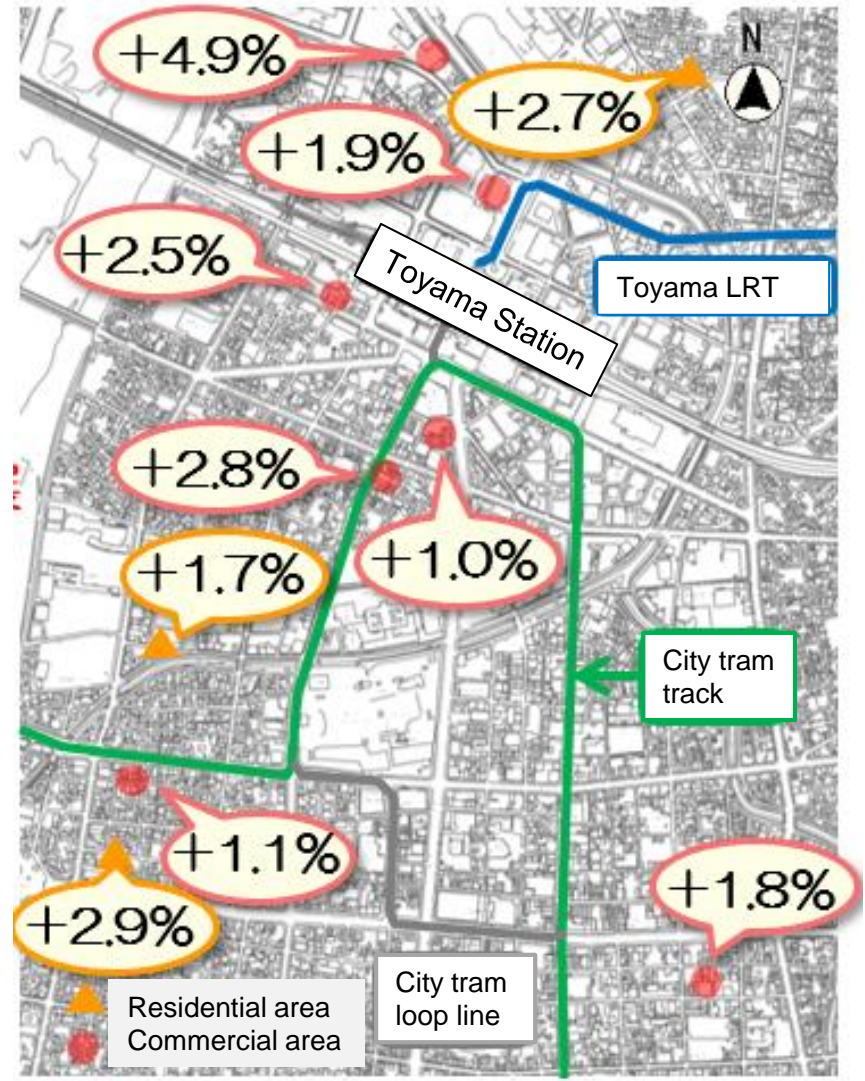 +4.9%
N
+2.7%
+1.9%
+2.5%
Toyama Station
Toyama LRT
+2.8%
+1.0%
+1.7%
City tram
track
+1.1%
+1.8%
+2.9%
City tram
loop line
Residential area
Commercial area